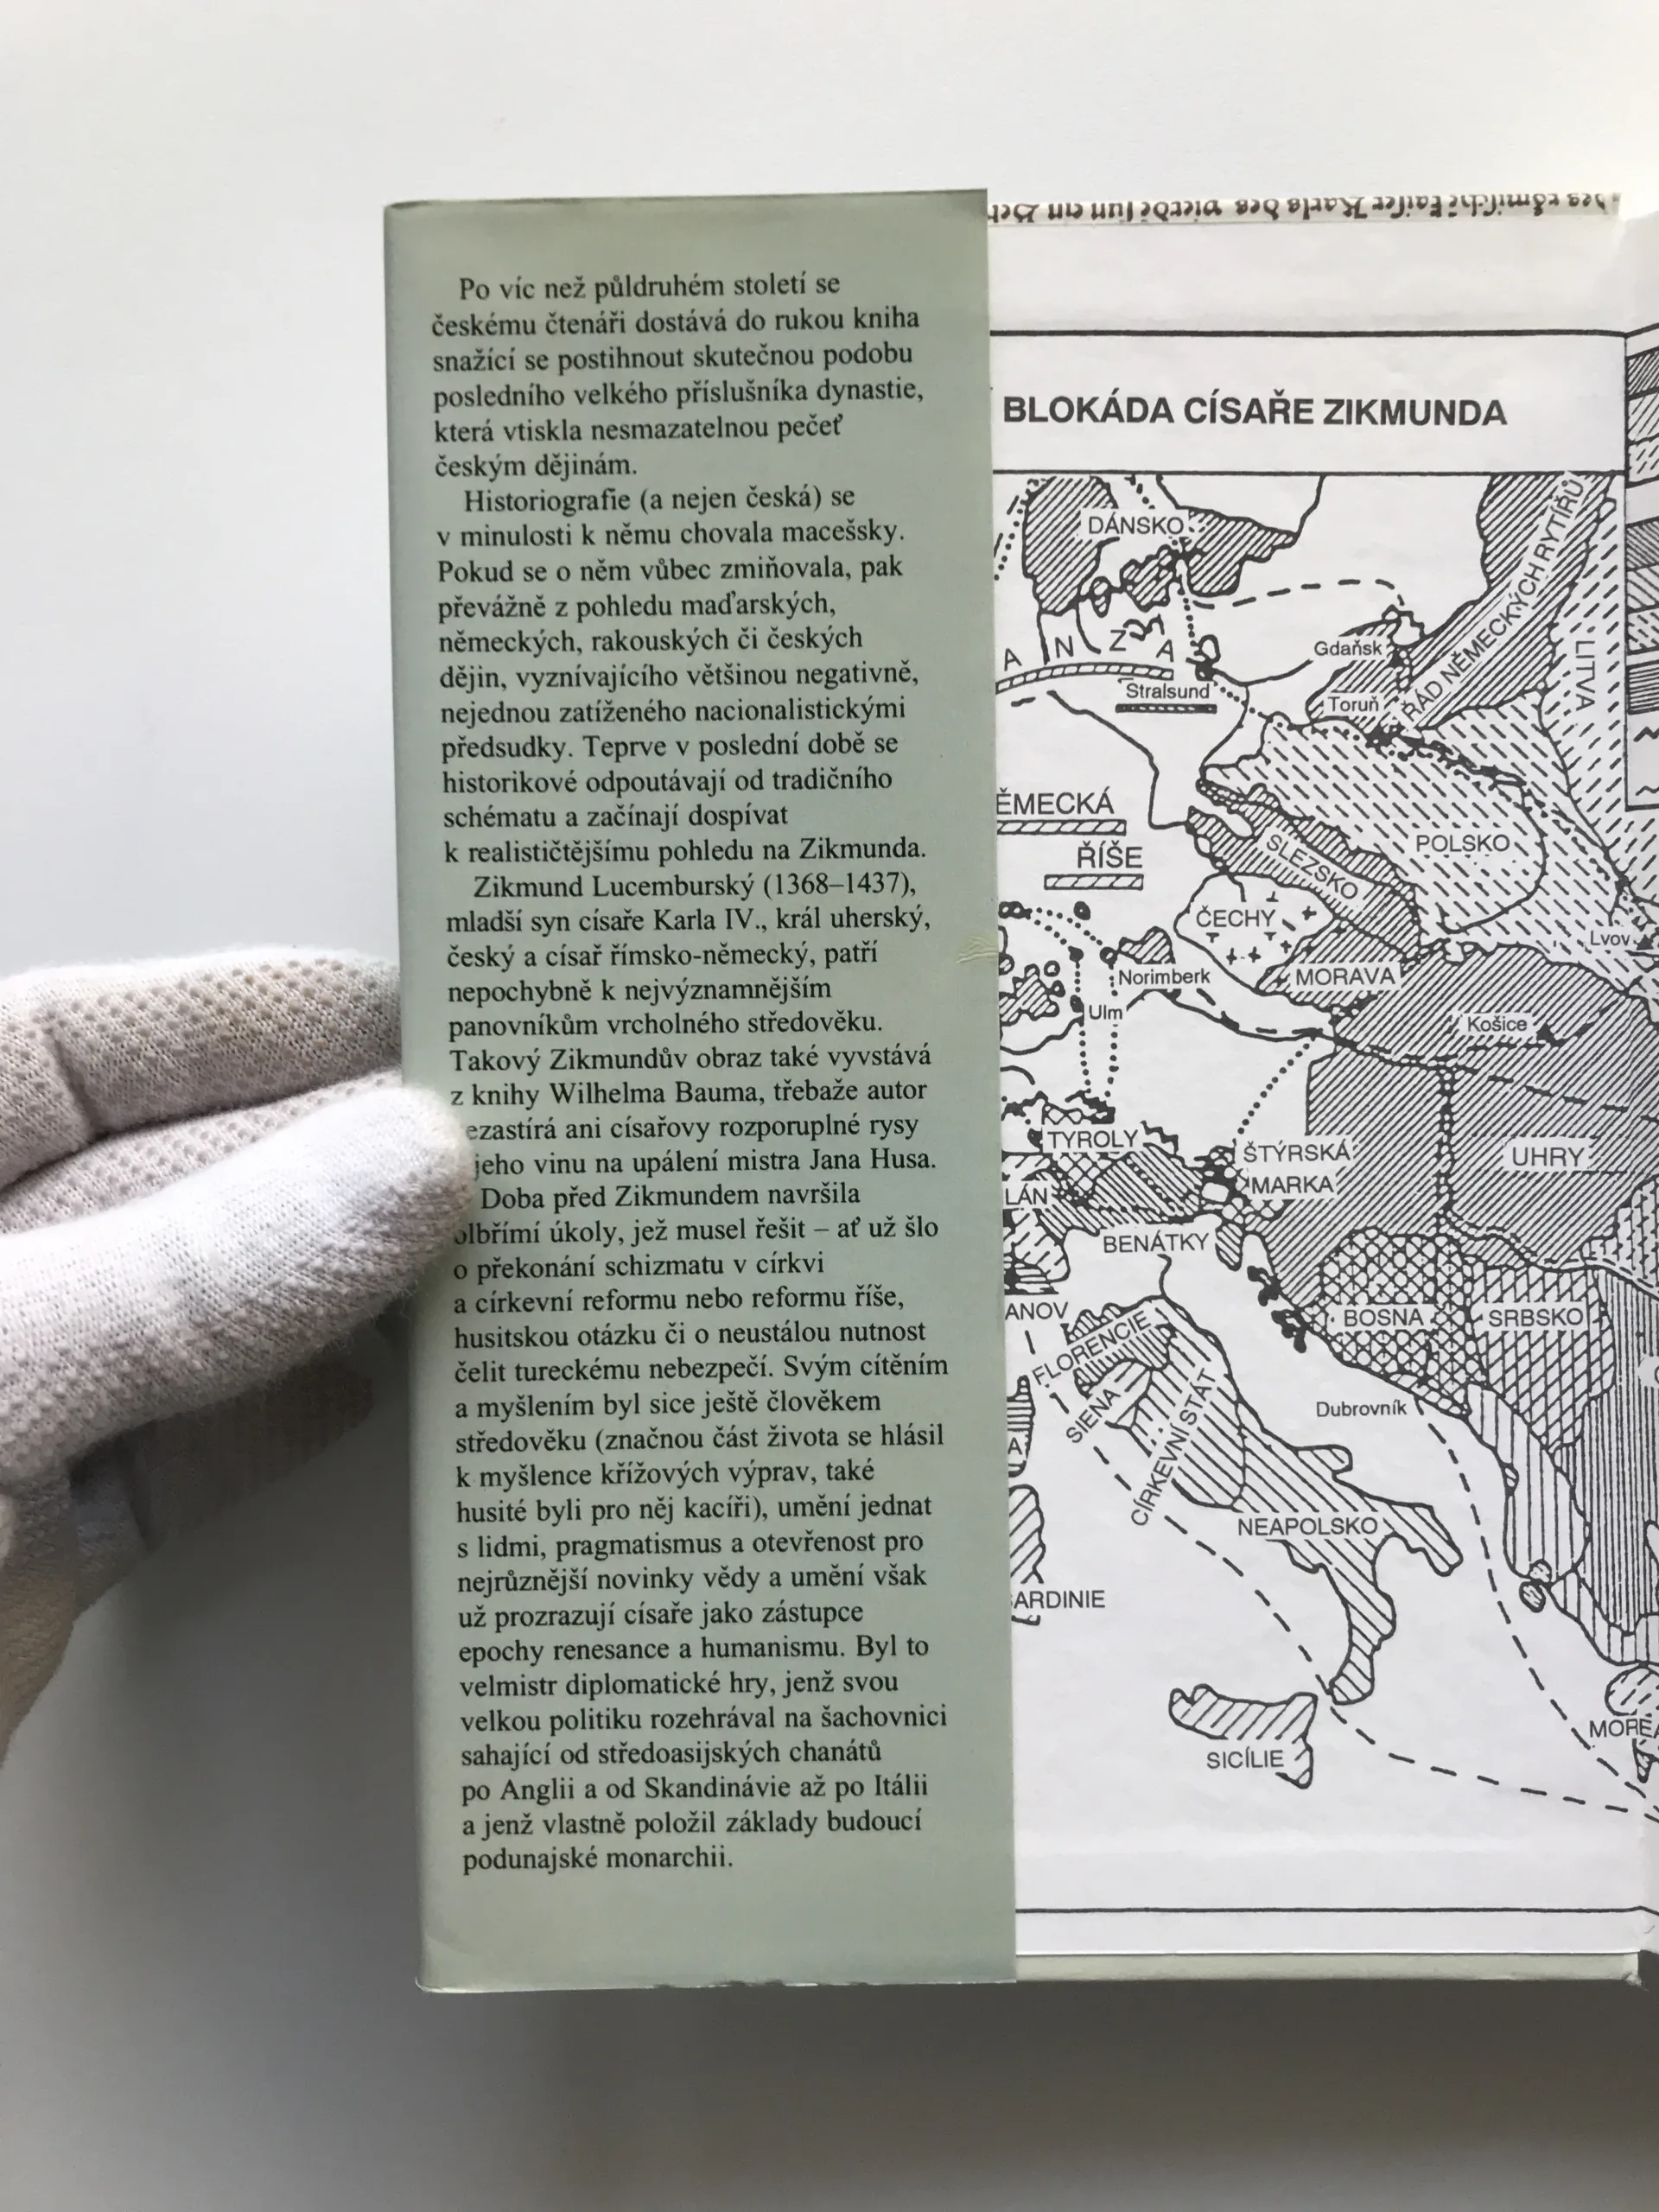 Po víc než půldruhém století se
českému čtenáři dostává do rukou kniha
snažící se postihnout skutečnou podobu
posledního velkého příslušníka dynastie,
která vtiskla nesmazatelnou pečeť
českým dějinám.
Historiografie (a nejen česká) se
v minulosti k němu chovala macešsky.
Pokud se o něm vůbec zmiňovala, pak
převážně z pohledu maďarských,
německých, rakouských či českých
dějin, vyznívajícího většinou negativně,
nejednou zatíženého nacionalistickými
předsudky. Teprve v poslední době se
historikové odpoutávají od tradičního
schématu a začínají dospívat
k realističtějšímu pohledu na Zikmunda.
Zikmund Lucemburský (1368–1437),
mladší syn císaře Karla IV., král uherský,
český a císař římsko-německý, patří
nepochybně k nejvýznamnějším
panovníkům vrcholného středověku.
Takový Zikmundův obraz také vyvstává
z knihy Wilhelma Bauma, třebaže autor
ezastírá ani císařovy rozporuplné rysy
jeho vinu na upálení mistra Jana Husa.
Doba před Zikmundem navršila
olbřímí úkoly, jež musel řešit – ať už šlo
o překonání schizmatu v církvi
a církevní reformu nebo reformu říše,
husitskou otázku či o neustálou nutnost
čelit tureckému nebezpečí. Svým cítěním
a myšlením byl sice ještě člověkem
středověku (značnou část života se hlásil
k myšlence křížových výprav, také
husité byli pro něj kacíři), umění jednat
s lidmi, pragmatismus a otevřenost pro
nejrůznější novinky vědy a umění však
už prozrazují císaře jako zástupce
epochy renesance a humanismu. Byl to
velmistr diplomatické hry, jenž svou
velkou politiku rozehrával na šachovnici
sahající od středoasijských chanátů
po Anglii a od Skandinávie až po Itálii
a jenž vlastně položil základy budoucí
podunajské monarchii.
BLOKÁDA CÍSAŘE ZIKMUNDA
DÁNSKO
ANZA
Gdaňsk
Stralsund
Toruň
ŘÁD NĚMECKÝCH RYTÍŘŮ
LITVA
ĚMECKÁ
ŘÍŠE
POLSKO
SLEZSKO
ČECHY
Lvov
Norimberk
MORAVA
Ulm
Košice
TYROLY
ŠTÝRSKÁ
MARKA
UHRY
LÁN
BENÁTKY
ANOV
FLORENCIE
BOSNA
SRBSKO
SIENA
CÍRKEVNÍ STÁT
Dubrovník
A
NEAPOLSKO
ARDINIE
SICÍLIE
MOREA